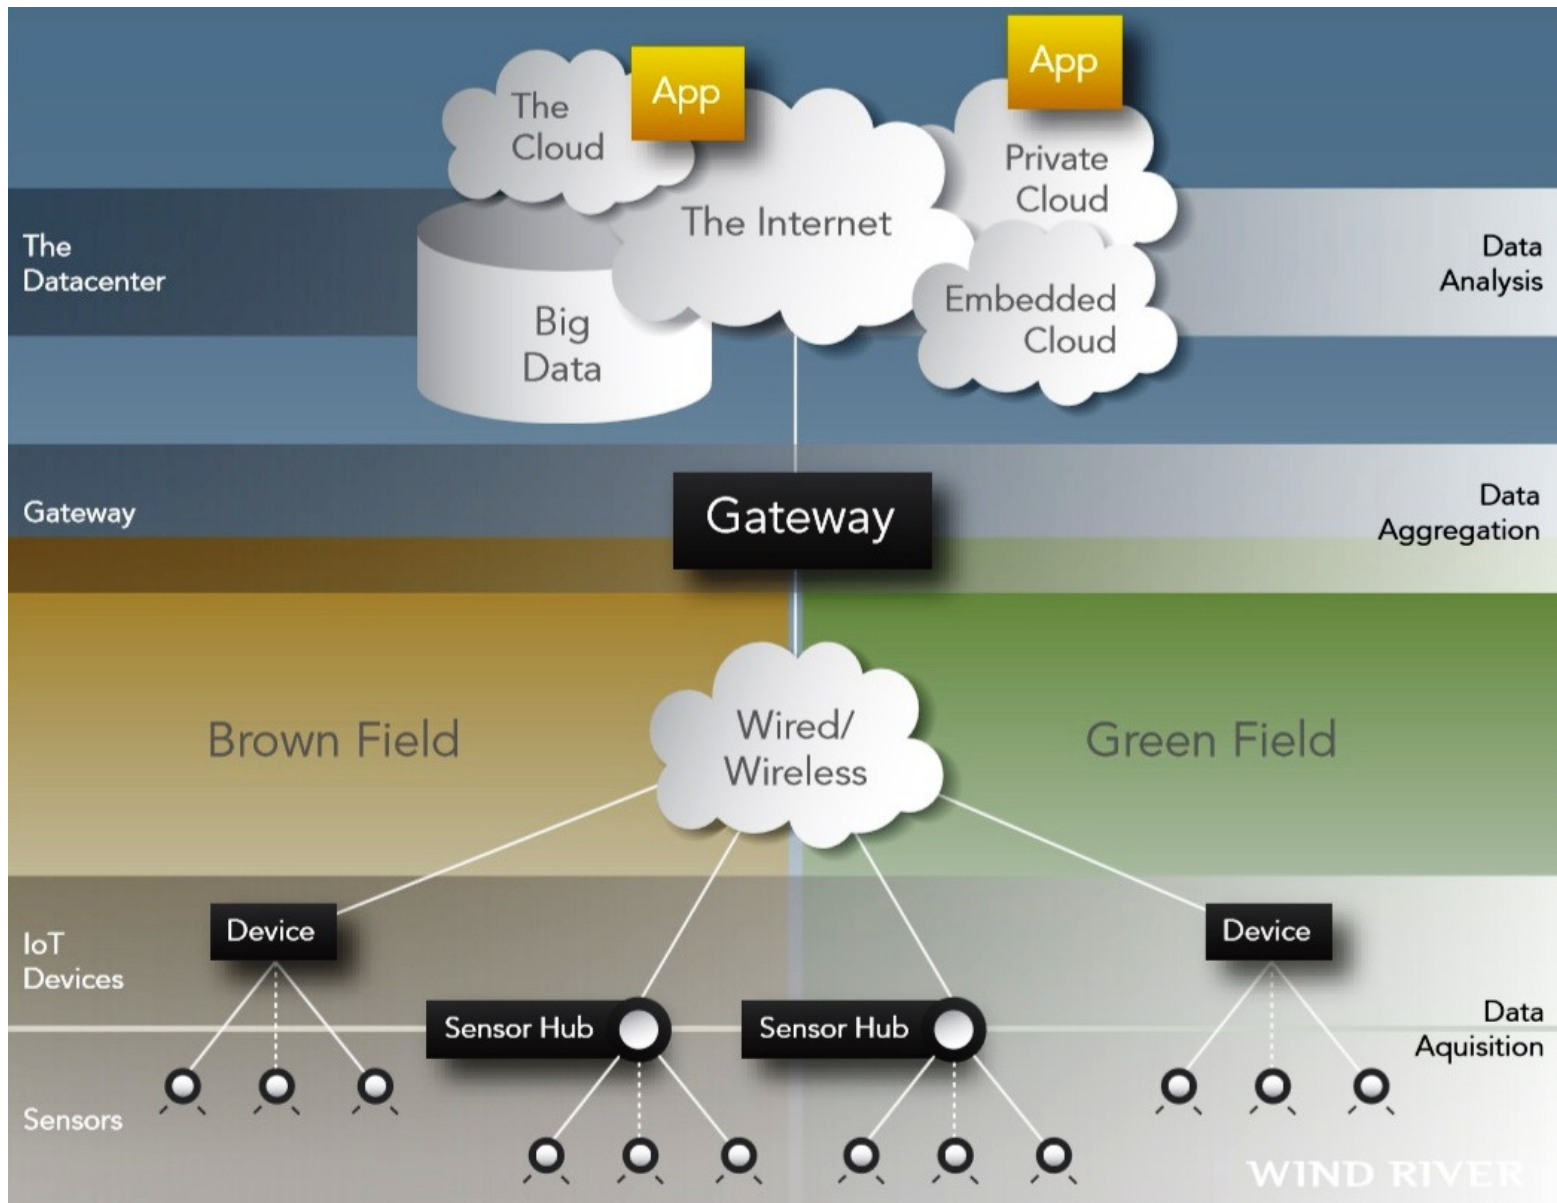 App
App
The
Cloud
Private
Cloud
The Internet
The
Datacenter
Data
Analysis
Embedded
Cloud
Big
Data
Gateway
Gateway
Data
Aggregation
Brown Field
Wired/
Wireless
Green Field
Device
Device
IoT
Devices
Sensor Hub
Sensor Hub
Data
Aquisition
Sensors
WIND RIVER